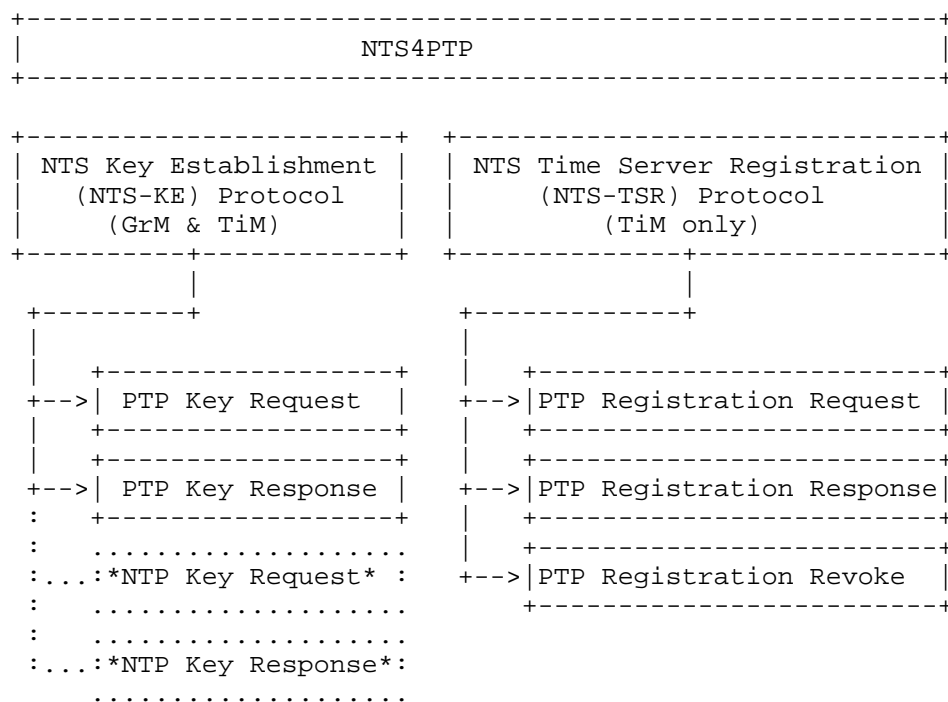 NTS4PTP
NTS Key Establishment
(NTS-KE) Protocol
(GrM & TiM)
NTS Time Server Registration
(NTS-TSR) Protocol
(TiM only)
PTP Key Request
PTP Key Response
*NTP Key Request*
*NTP Key Response*
PTP Registration Request
PTP Registration Response
PTP Registration Revoke